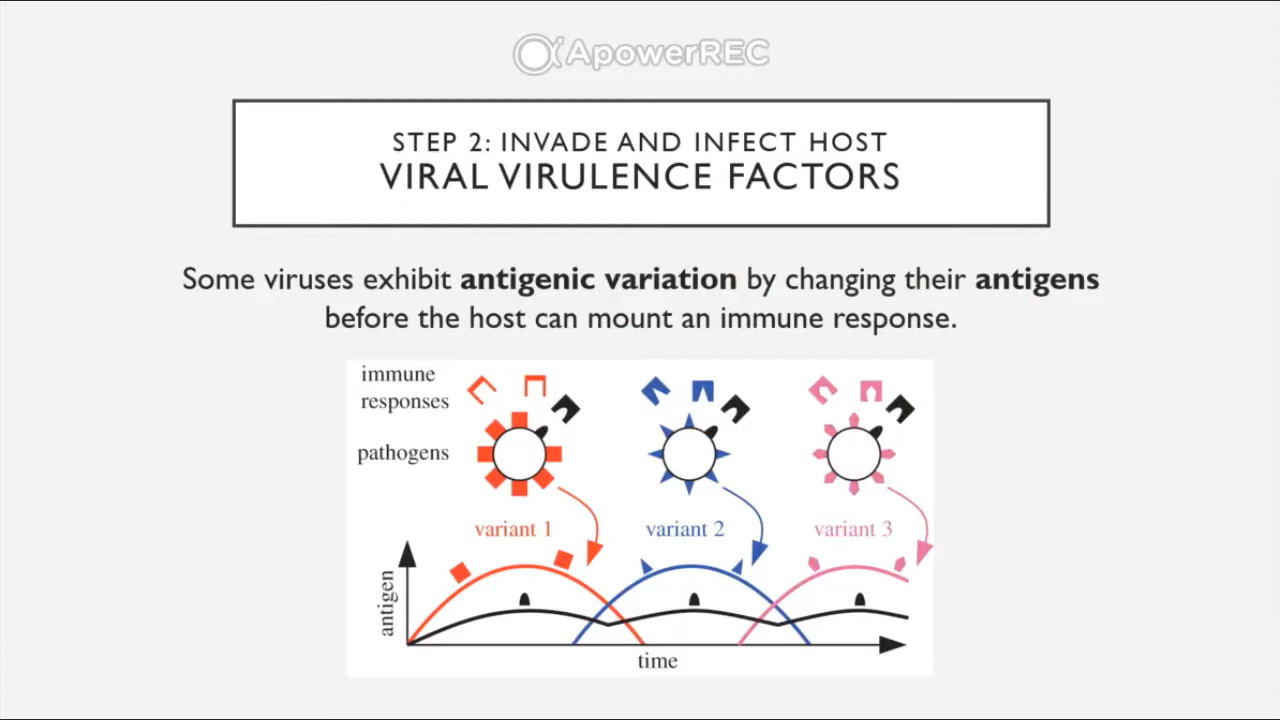 ApowerREC
STEP 2: INVADE AND INFECT HOST
VIRAL VIRULENCE FACTORS
Some viruses exhibit antigenic variation by changing their antigens
before the host can mount an immune response.
immune
responses
pathogens
variant 1
variant 2
variant 3
antigen
time